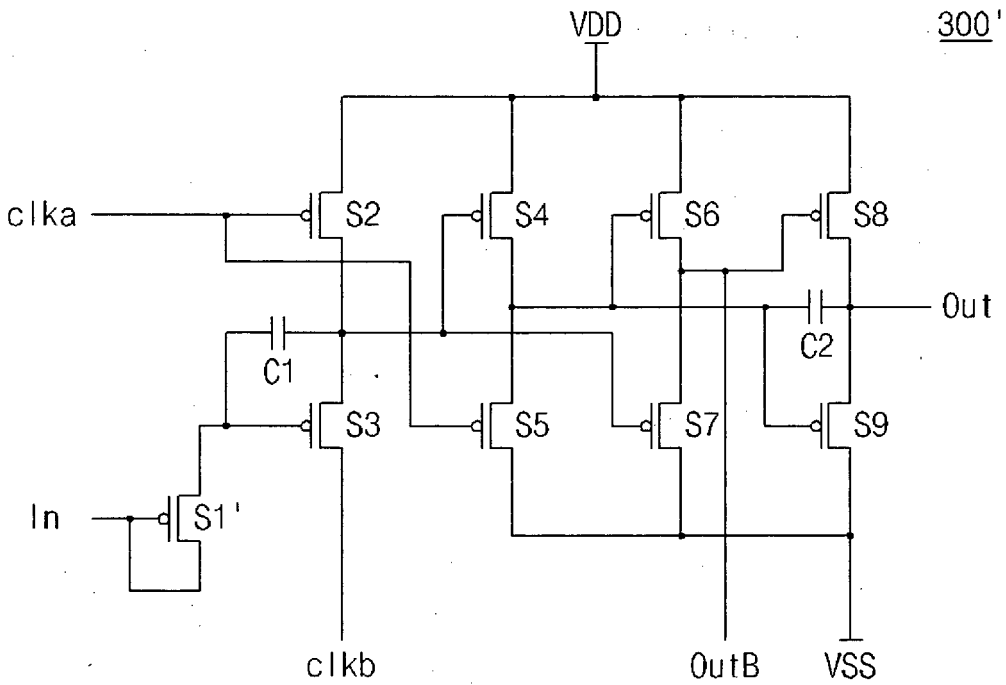 300'
VDD
clka
S2
S4
S6
S8
C1
C2
Out
S3
S5
S7
S9
In
S1'
clkb
OutB
VSS